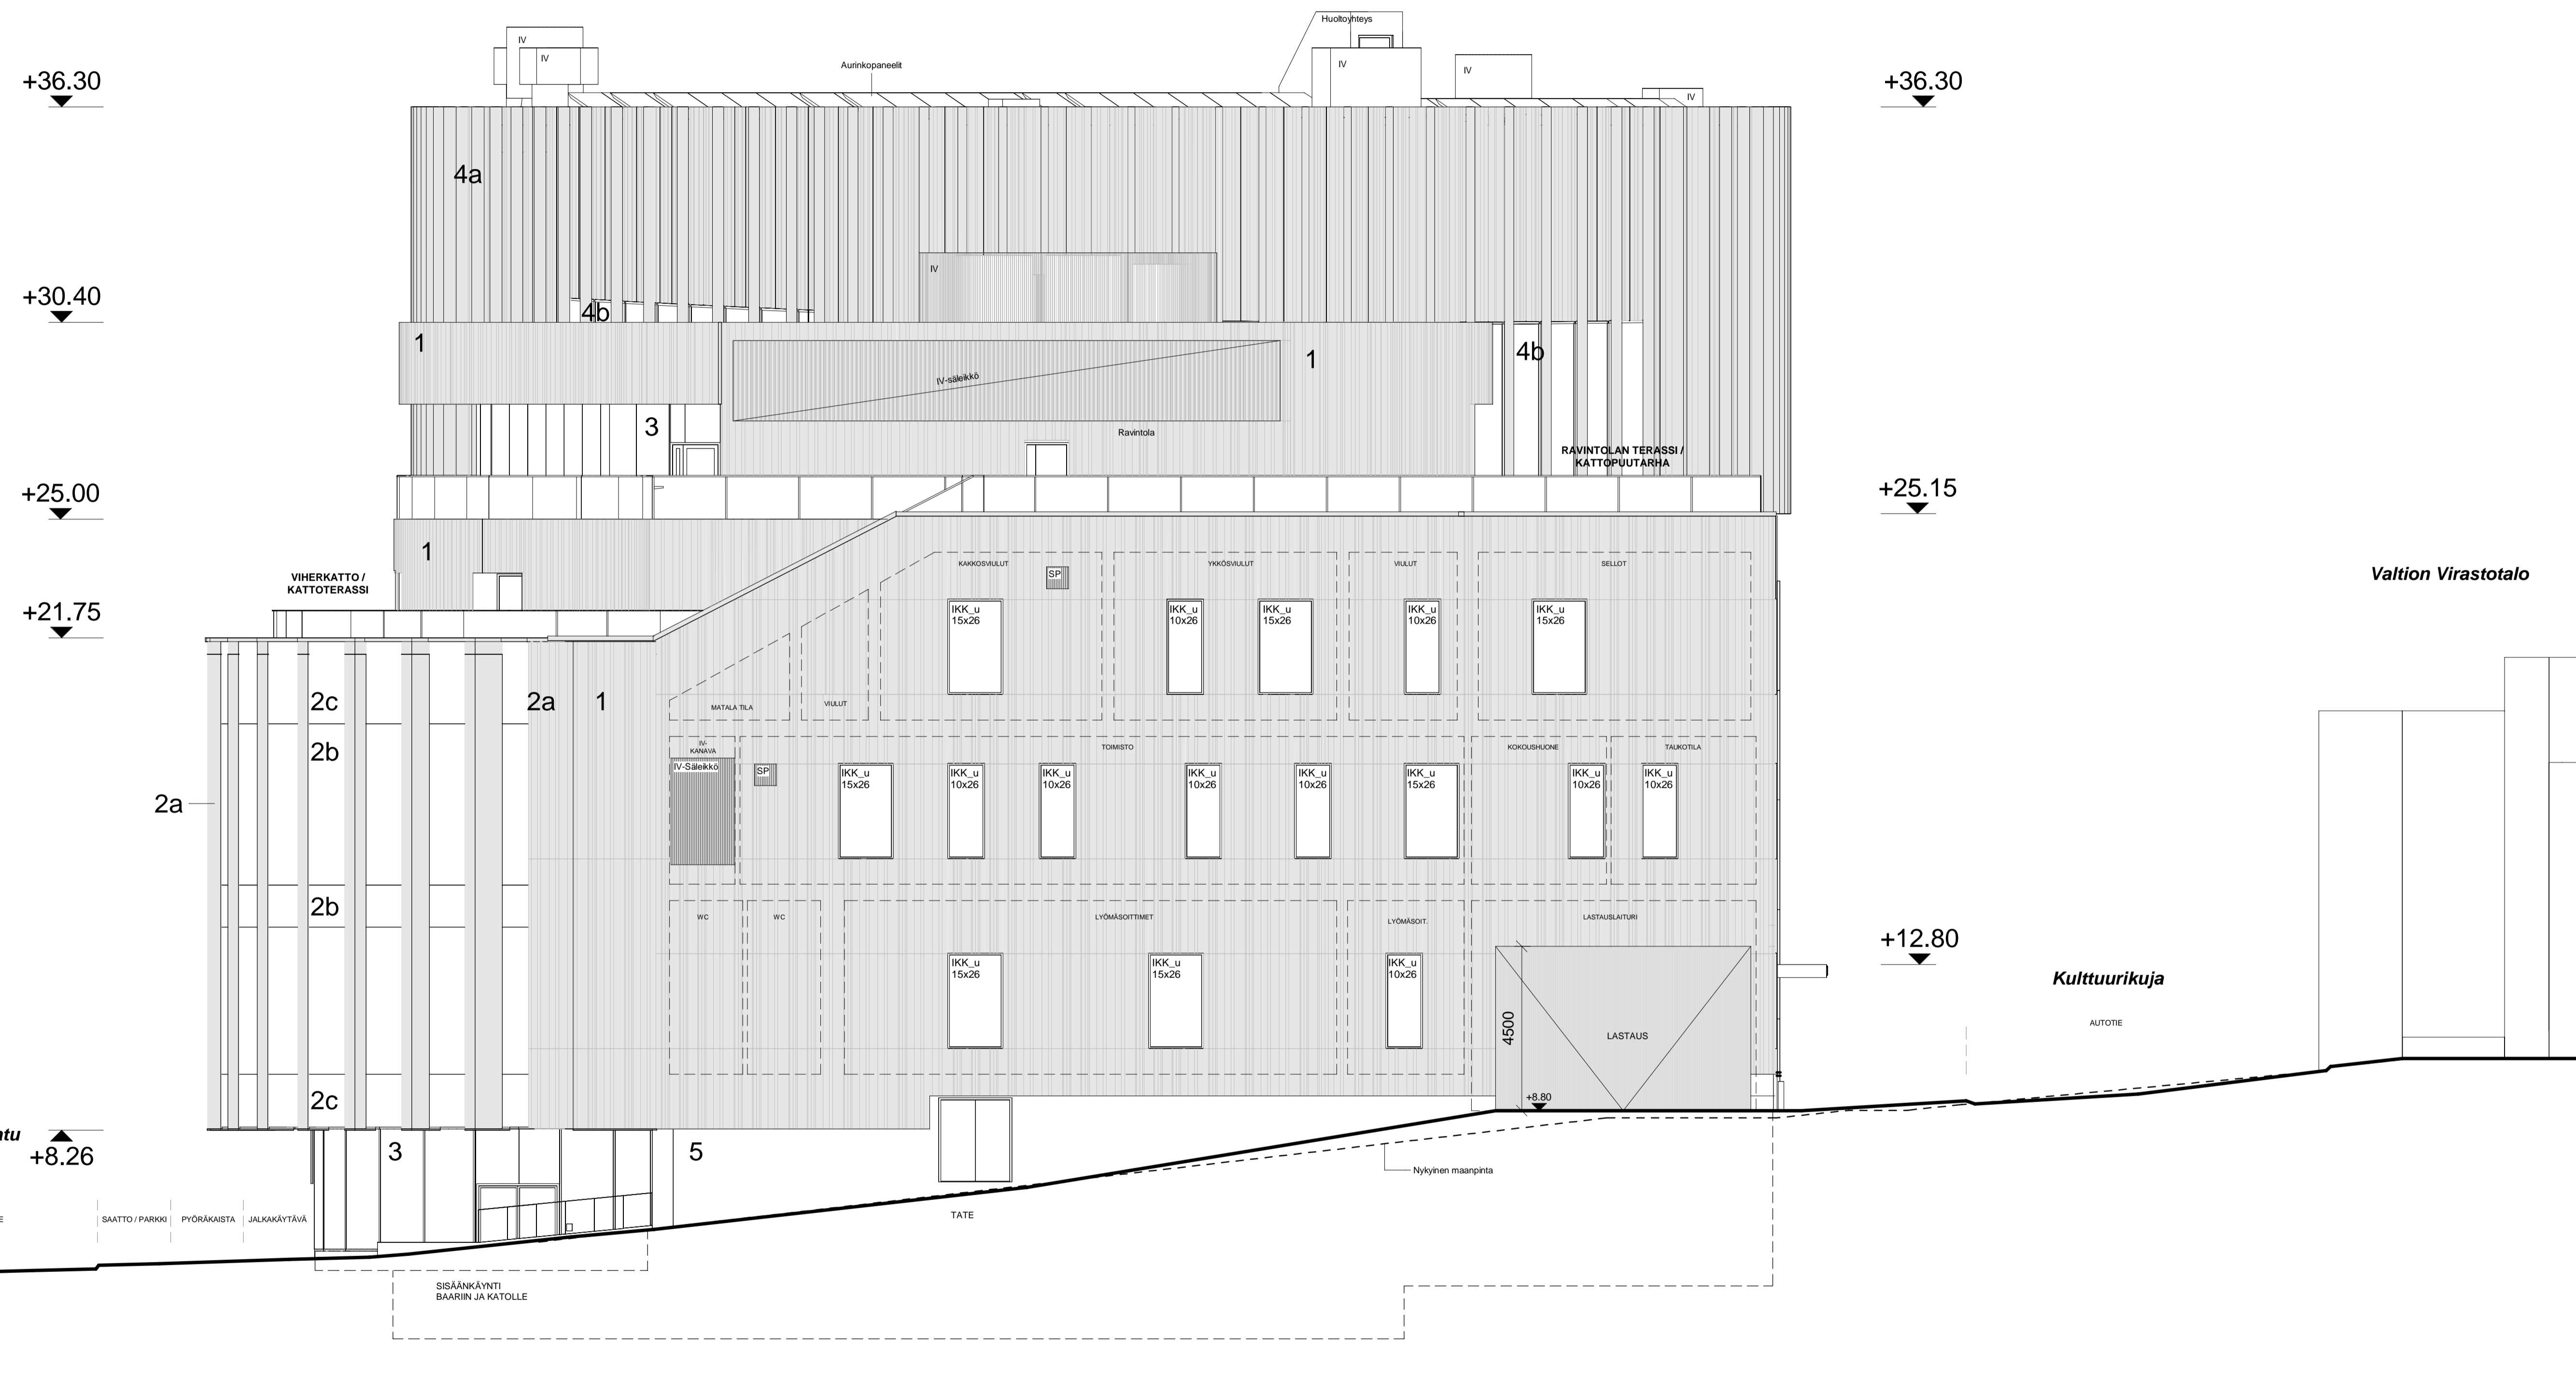 Huoltoyhteys
IV
IV
Aurinkopaneelit
IV
IV
IV
+36.30
+36.30
4a
IV
+30.40
4b
1
1
4b
IV-säleikkö
3
Ravintola
RAVINTOLAN TERASSI /
KATTOPUUTARHA
+25.00
+25.15
1
VIHERKATTO /
KATTOTERASSI
KAKKOSVIULUT
SP
YKKÖSVIULUT
VIULUT
SELLOT
Valtion Virastotalo
+21.75
IKK_u
15x26
IKK_u
10x26
IKK_u
15x26
IKK_u
10x26
IKK_u
15x26
2c
2a
1
MATALA TILA
VIULUT
2b
IV-
KANAVA
TOIMISTO
KOKOUSHUONE
TAUKOTILA
IV-Säleikkö
SP
IKK_u
15x26
IKK_u
10x26
IKK_u
10x26
IKK_u
10x26
IKK_u
10x26
IKK_u
15x26
IKK_u
10x26
IKK_u
10x26
2a
2b
WC
WC
LYÖMÄSOITTIMET
LYÖMÄSOIT.
LASTAUSLAITURI
+12.80
IKK_u
15x26
IKK_u
15x26
IKK_u
10x26
Kulttuurikuja
AUTOTIE
4500
LASTAUS
2c
+8.80
ntu
+8.26
3
5
Nykyinen maanpinta
E
SAATTO / PARKKI
PYÖRÄKAISTA
JALKAKÄYTÄVÄ
TATE
SISÄÄNKÄYNTI
BAARIIN JA KATOLLE